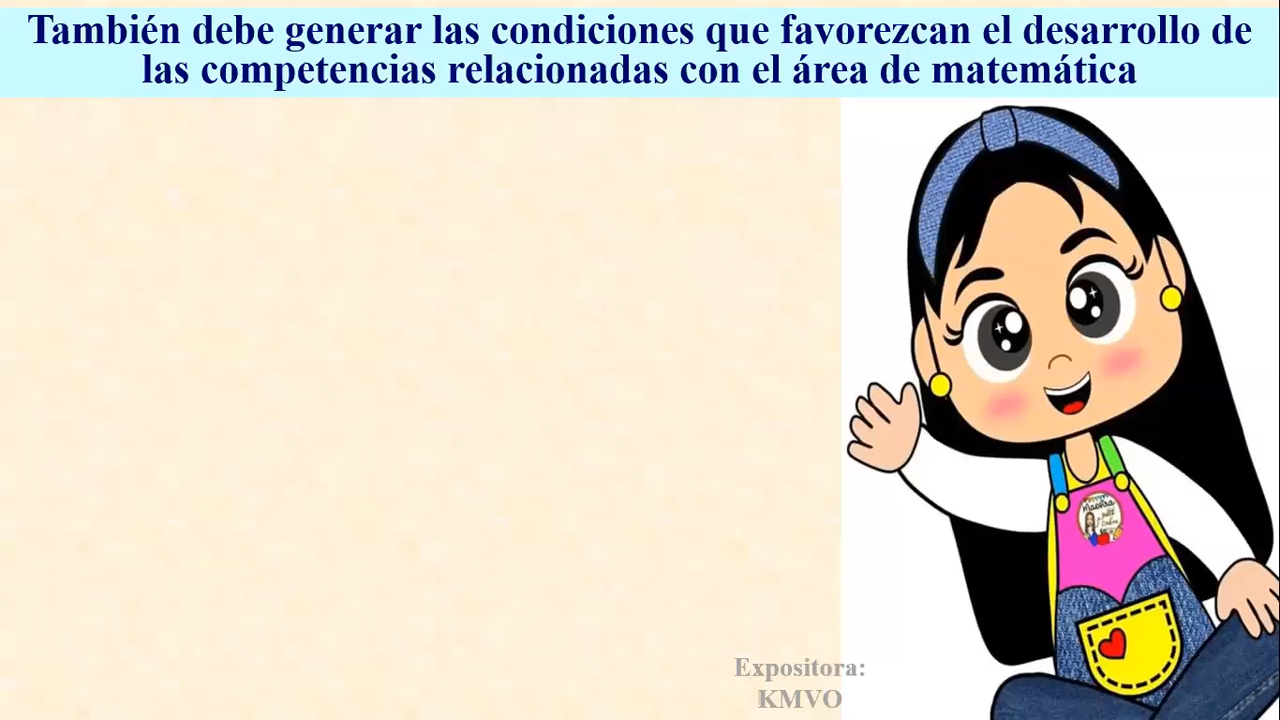 También debe generar las condiciones que favorezcan el desarrollo de
las competencias relacionadas con el área de matemática
Maestra
Expositora:
KMVO